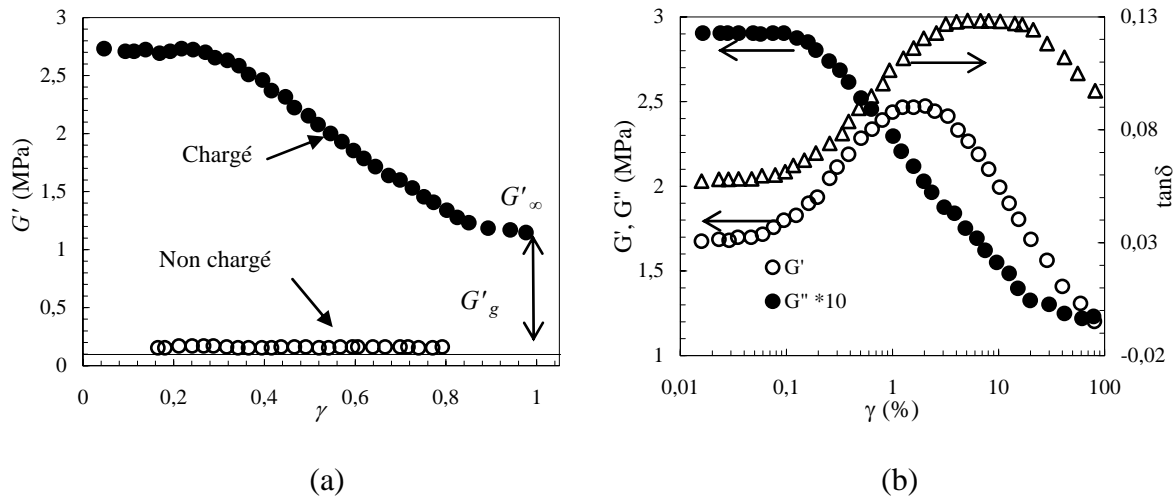 (a)
3
2,5
2
1,5
1
0,5
0
G' (MPa)
0 0,2 0,4 0,6 0,8 1
γ
Chargé
Non chargé
G'∞
G'g
(b)
3
2,5
2
1,5
1
G', G'' (MPa)
0,13
0,08
0,03
-0,02
tanδ
0,01 0,1 1 10 100
γ (%)
G'
G'' *10
(a)
(b)